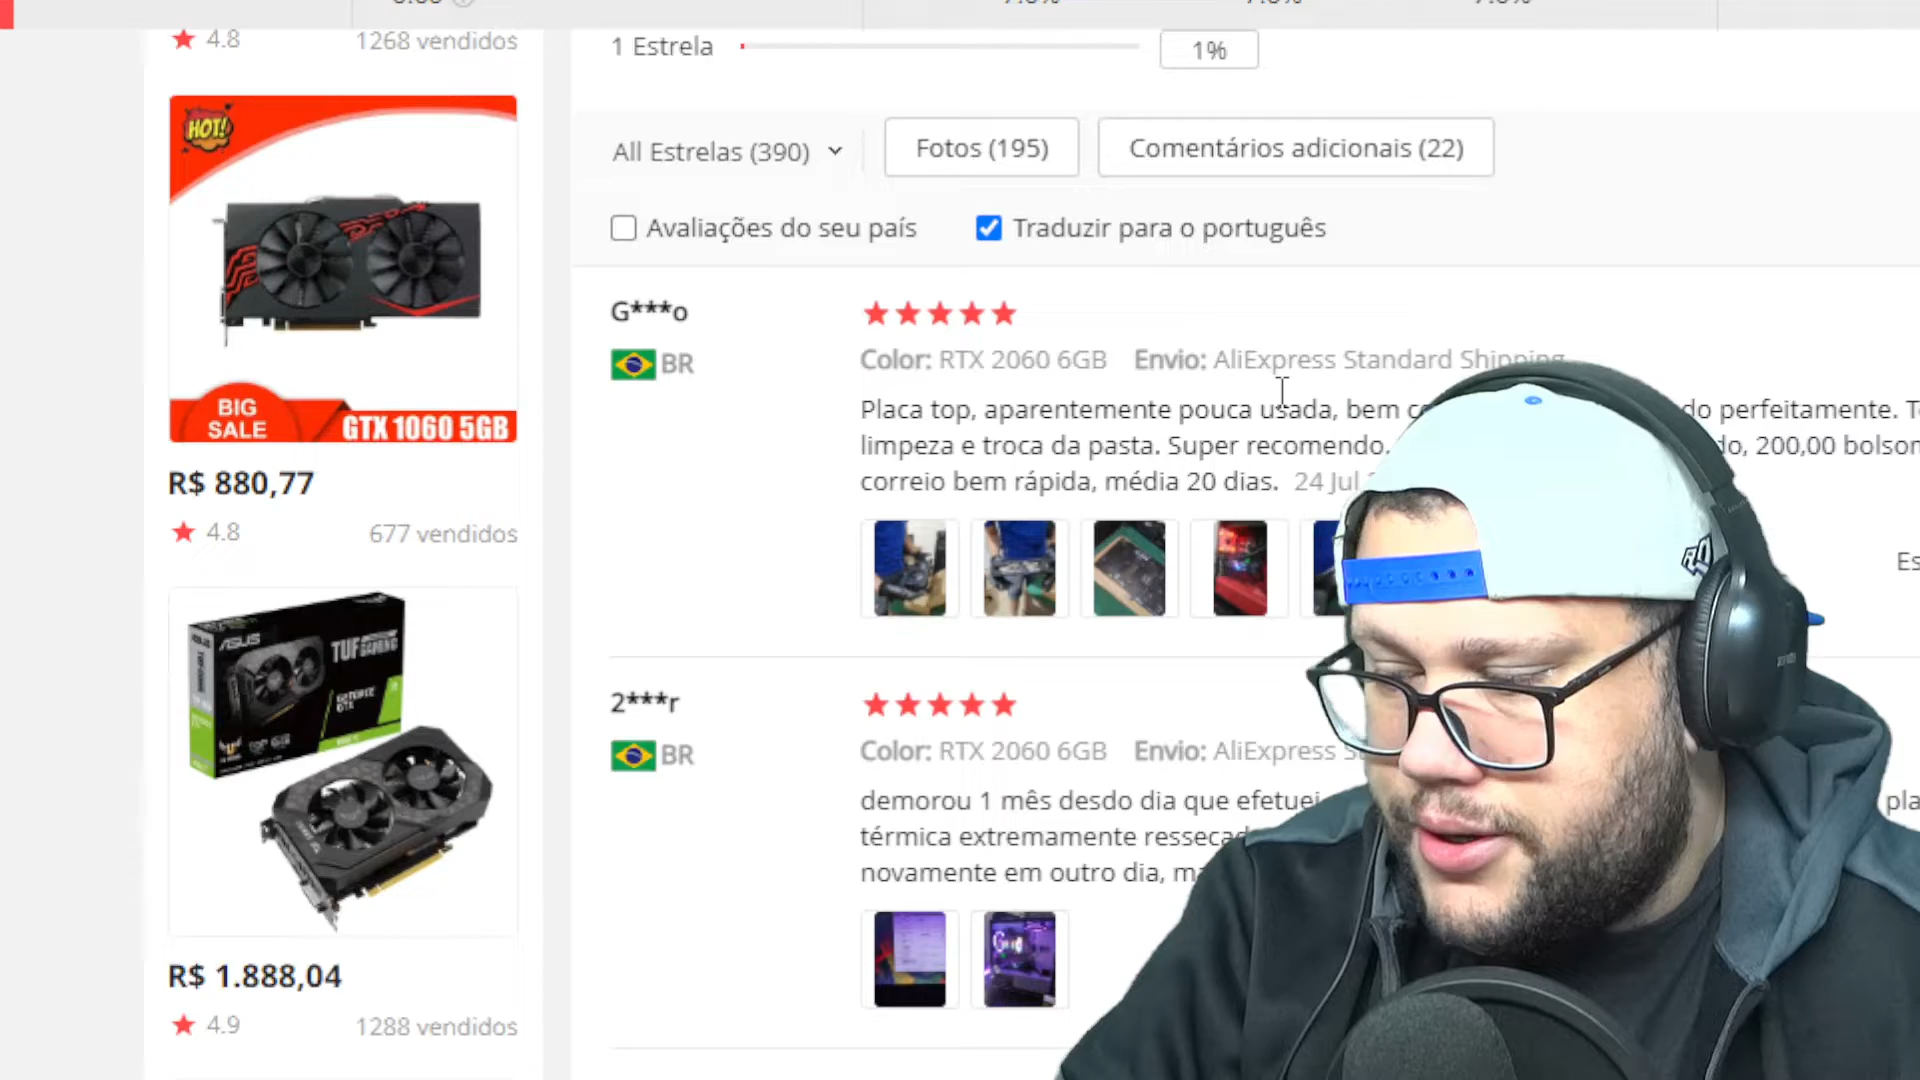 4.8
1268 vendidos
HOT!
BIG
SALE
GTX 1060 5GB
R$ 880,77
4.8
677 vendidos
ASUS
TUF GAMING
R$ 1.888,04
4.9
1288 vendidos
1 Estrela
1%
All Estrelas (390)
Fotos (195)
Comentários adicionais (22)
Avaliações do seu país
Traduzir para o português
G***o
BR
Color: RTX 2060 6GB Envio: AliExpress Standard Shipping
Placa top, aparentemente pouca usada, bem do perfeitamente.
limpeza e troca da pasta. Super recomendo. 200,00
correio bem rápida, média 20 dias. 24 Jul
2***r
BR
Color: RTX 2060 6GB Envio: AliExpress
demorou 1 mês desdo dia que efetuei
térmica extremamente
novamente em outro dia,